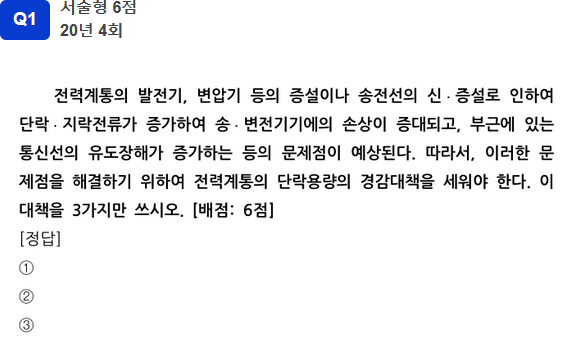 Q1
서술형 6점
20년 4회
전력계통의 발전기, 변압기 등의 증설이나 송전선의 신·증설로 인하여
단락·지락전류가 증가하여 송·변전기기에의 손상이 증대되고, 부근에 있는
통신선의 유도장해가 증가하는 등의 문제점이 예상된다. 따라서, 이러한 문
제점을 해결하기 위하여 전력계통의 단락용량의 경감대책을 세워야 한다. 이
대책을 3가지만 쓰시오. [배점: 6점]
[정답]
①
②
③